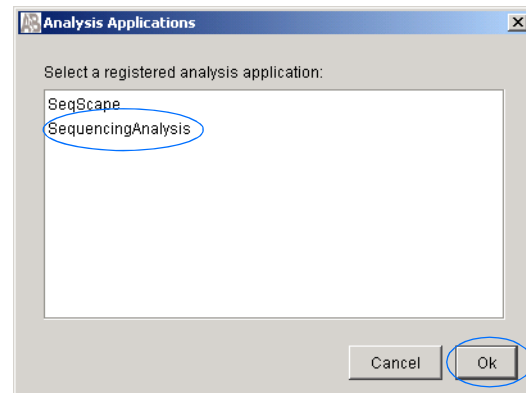 Analysis Applications
Select a registered analysis application:
SeqScape
SequencingAnalysis
Cancel
Ok